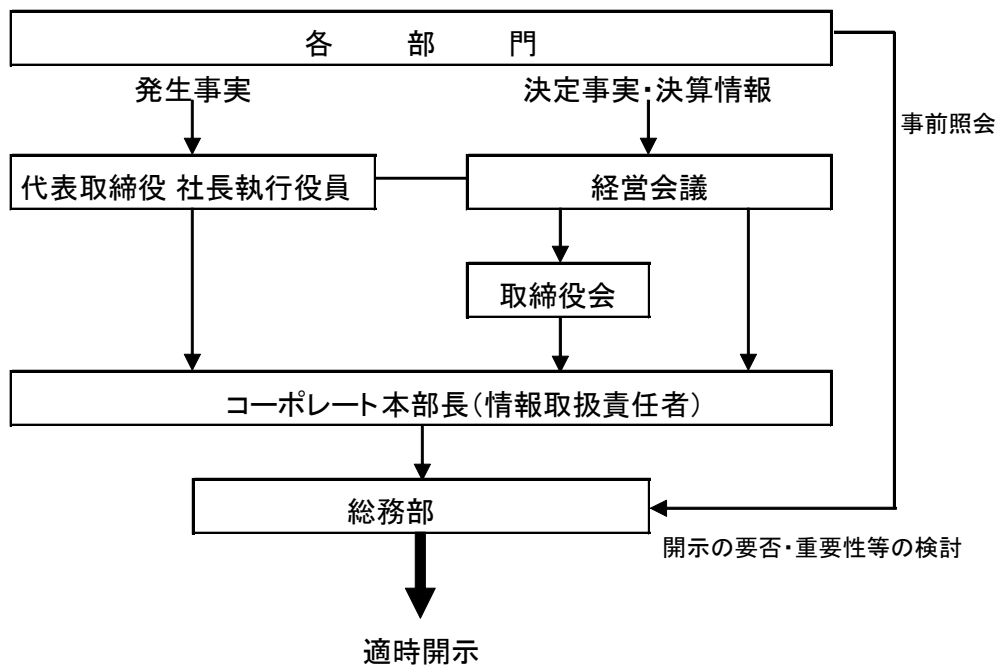 各部門
発生事実
決定事実・決算情報
事前照会
代表取締役 社長執行役員
経営会議
取締役会
コーポレート本部長(情報取扱責任者)
総務部
開示の要否・重要性等の検討
適時開示